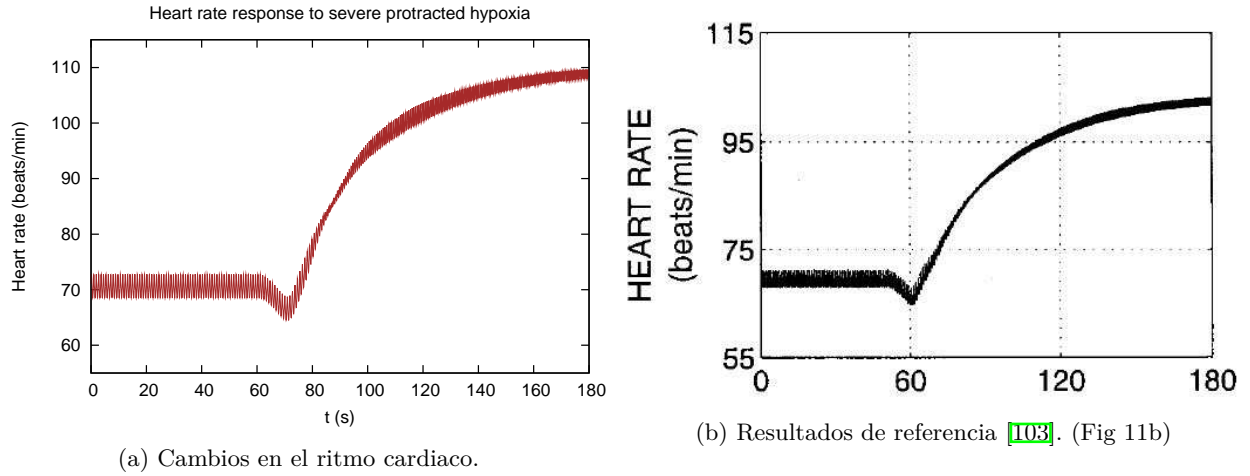 Heart rate response to severe protracted hypoxia
Heart rate (beats/min)
110
100
90
80
70
60
0 20 40 60 80 100 120 140 160 180
t (s)
(a) Cambios en el ritmo cardiaco.
HEART RATE
(beats/min)
115
95
75
55
0 60 120 180
(b) Resultados de referencia [103]. (Fig 11b)